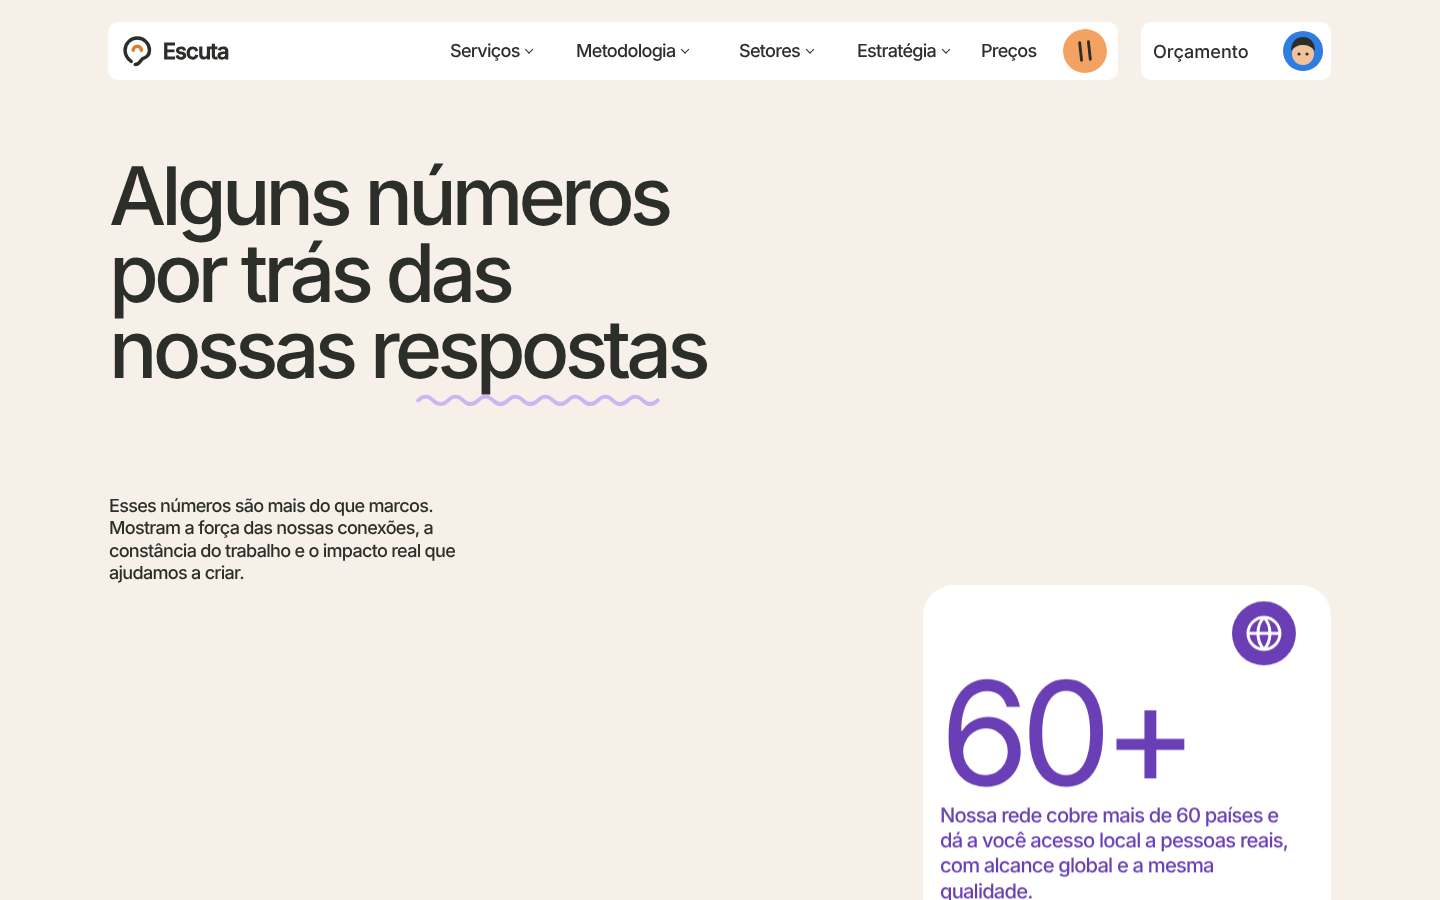 Escuta
Serviços
Metodologia
Setores
Estratégia
Preços
Orçamento
Alguns números
por trás das
nossas respostas
Esses números são mais do que marcos.
Mostram a força das nossas conexões, a
constância do trabalho e o impacto real que
ajudamos a criar.
60+
Nossa rede cobre mais de 60 países e
dá a você acesso local a pessoas reais,
com alcance global e a mesma
qualidade.